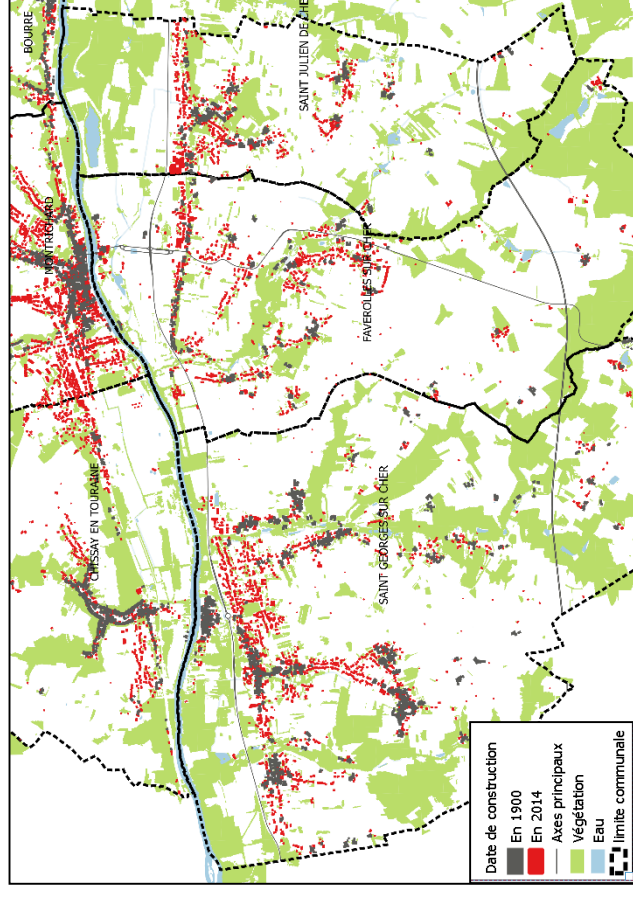 BOURRE
MONTRICHARD
SAINT JULIEN DE CHE
FAVEROLLES SUR CHER
CHISSAY EN TOURAINE
SAINT GEORGES SUR CHER
Date de construction
En 1900
En 2014
Axes principaux
Végétation
Eau
limite communale